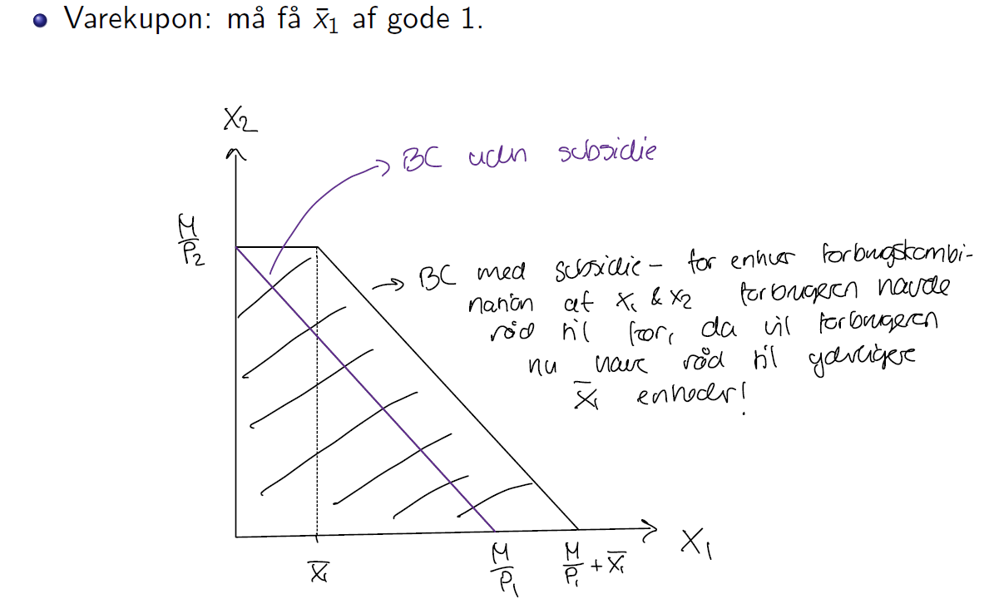 Varekupon: må få x̄₁ af gode 1.
X₂
BC uden subsidie
M/P₂
BC med subsidie – for enhver forbrugskombi-
nation af x₁ & x₂ forbrugeren havde
råd til før, da vil forbrugeren
nu have råd til yderligere
x̄₁ enheder!
X₁
x̄₁
M/P₁
M/P₁ + x̄₁